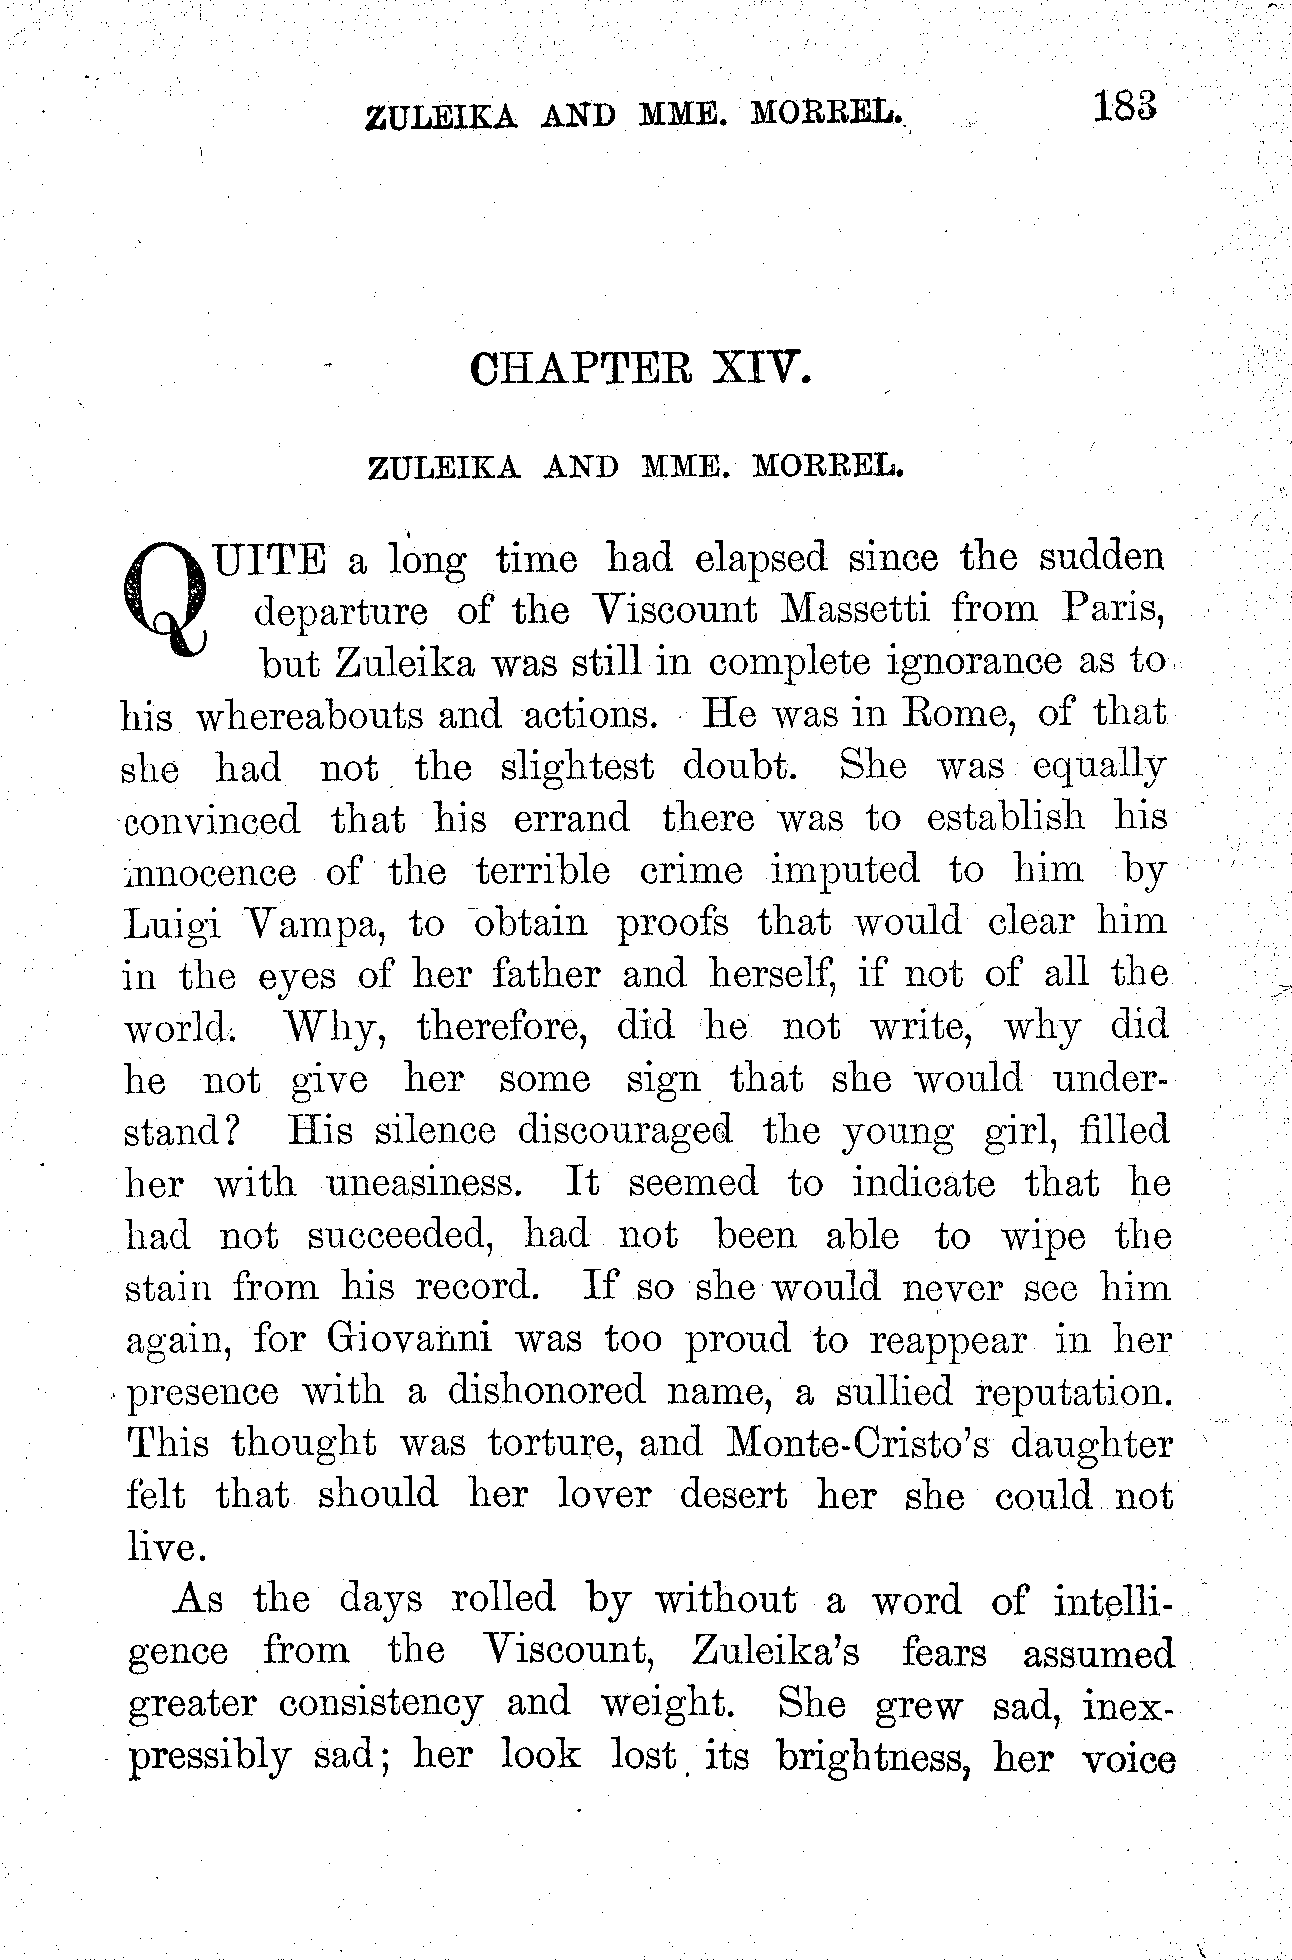 ZULEIKA AND MME. MORREL. 183
CHAPTER XIV.
ZULEIKA AND MME. MORREL.
QUITE a long time had elapsed since the sudden
departure of the Viscount Massetti from Paris,
but Zuleika was still in complete ignorance as to
his whereabouts and actions. He was in Rome, of that
she had not the slightest doubt. She was equally
convinced that his errand there was to establish his
innocence of the terrible crime imputed to him by
Luigi Vampa, to obtain proofs that would clear him
in the eyes of her father and herself, if not of all the
world. Why, therefore, did he not write, why did
he not give her some sign that she would under-
stand? His silence discouraged the young girl, filled
her with uneasiness. It seemed to indicate that he
had not succeeded, had not been able to wipe the
stain from his record. If so she would never see him
again, for Giovanni was too proud to reappear in her
presence with a dishonored name, a sullied reputation.
This thought was torture, and Monte-Cristo's daughter
felt that should her lover desert her she could not
live.
As the days rolled by without a word of intelli-
gence from the Viscount, Zuleika's fears assumed
greater consistency and weight. She grew sad, inex-
pressibly sad; her look lost its brightness, her voice